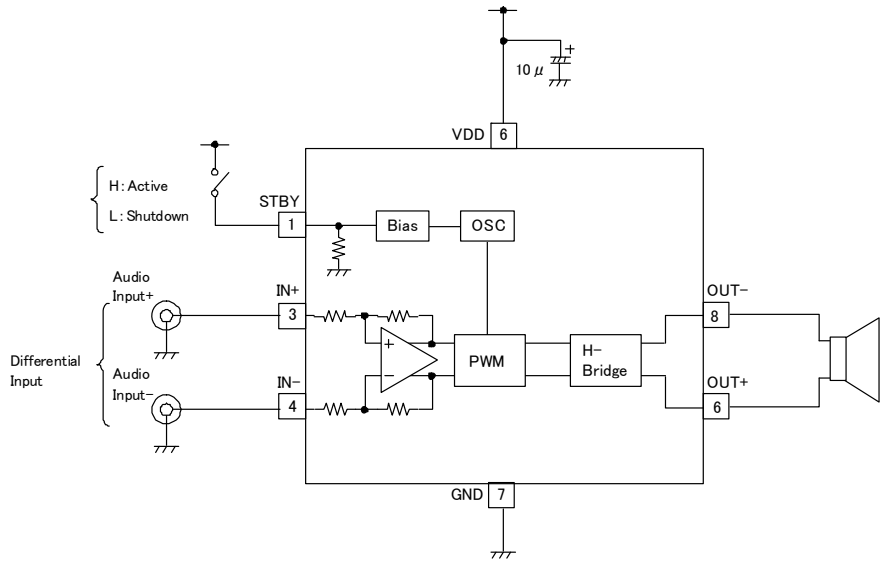 10μ
+
VDD 6
H: Active
L: Shutdown
STBY
1
Bias
OSC
Audio
Input+
IN+
3
OUT-
8
+
PWM
H-
Bridge
Differential
Input
Audio
Input-
IN-
4
−
OUT+
6
GND 7